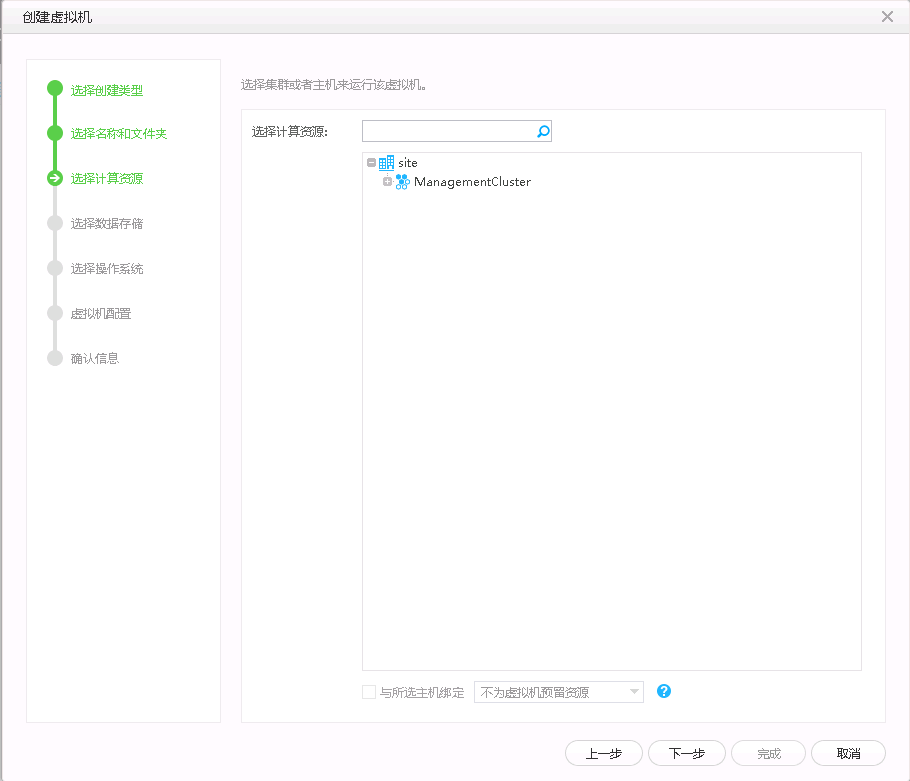 创建虚拟机
选择创建类型
选择名称和文件夹
选择计算资源
选择数据存储
选择操作系统
虚拟机配置
确认信息
选择集群或者主机来运行该虚拟机。
选择计算资源:
site
ManagementCluster
与所选主机绑定 不为虚拟机预留资源 ?
上一步 下一步 完成 取消